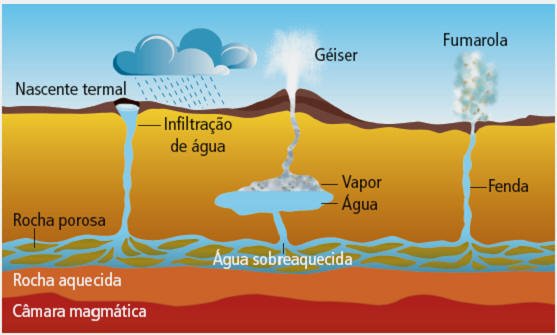 Géiser
Fumarola
Nascente termal
Infiltração
de água
Vapor
Água
Fenda
Rocha porosa
Água sobreaquecida
Rocha aquecida
Câmara magmática